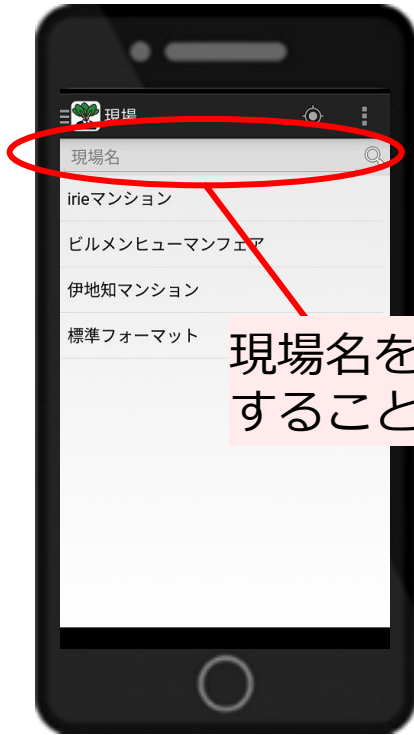 現場
現場名
irieマンション
ビルメンヒューマンフェア
伊地知マンション
標準フォーマット
現場名を
すること